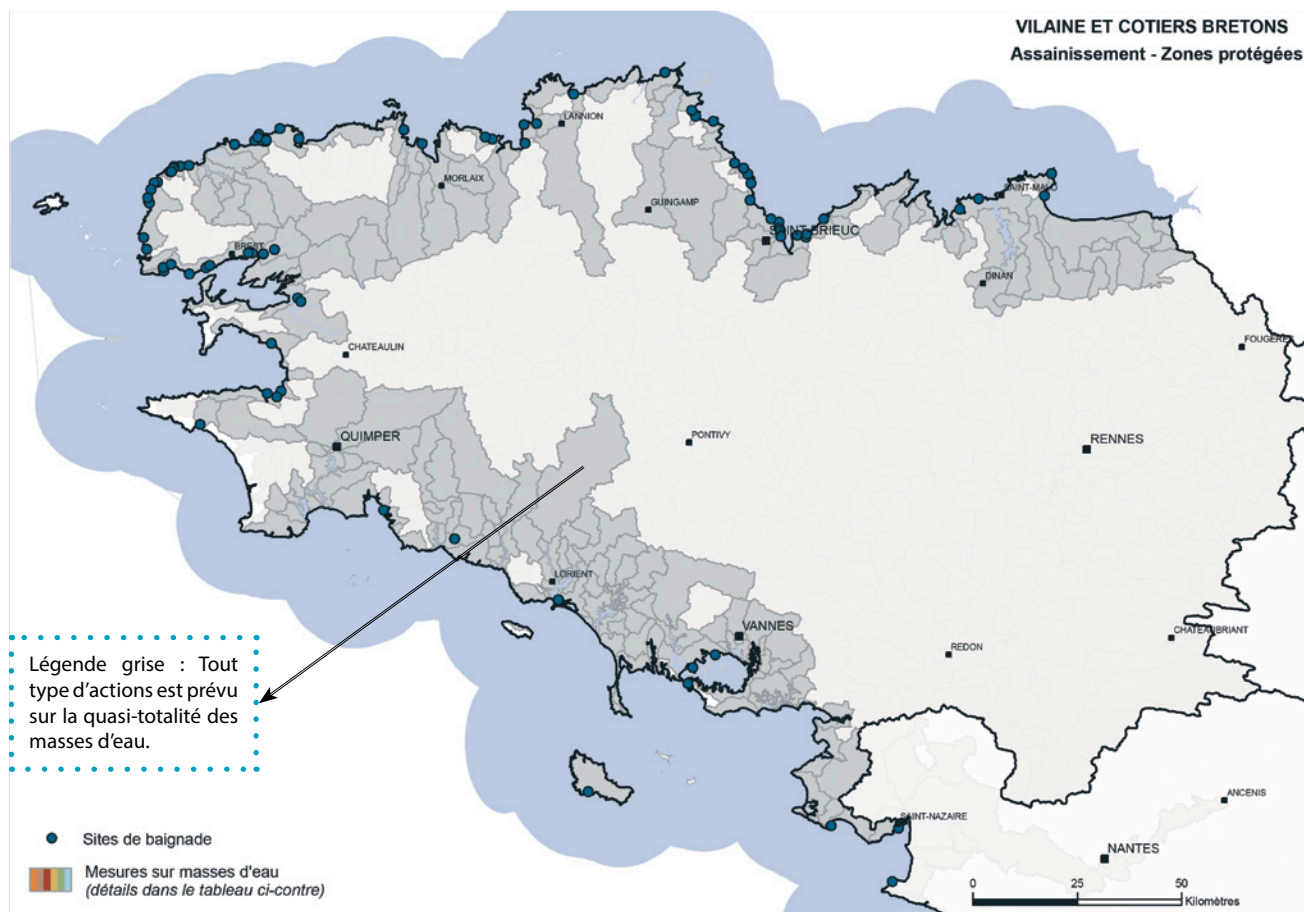 VILAINE ET COTIERS BRETONS
Assainissement - Zones protégées
LANNION
MORLAIX
GUINGAMP
SAINT-MALO
SAINT-BRIEUC
BREST
DINAN
CHATEAULIN
FOUGERES
QUIMPER
PONTIVY
RENNES
LORIENT
VANNES
REDON
CHATEAUBRIANT
Légende grise : Tout
type d'actions est prévu
sur la quasi-totalité des
masses d'eau.
ANCENIS
SAINT-NAZAIRE
NANTES
Sites de baignade
Mesures sur masses d'eau
(détails dans le tableau ci-contre)
0 25 50
Kilomètres